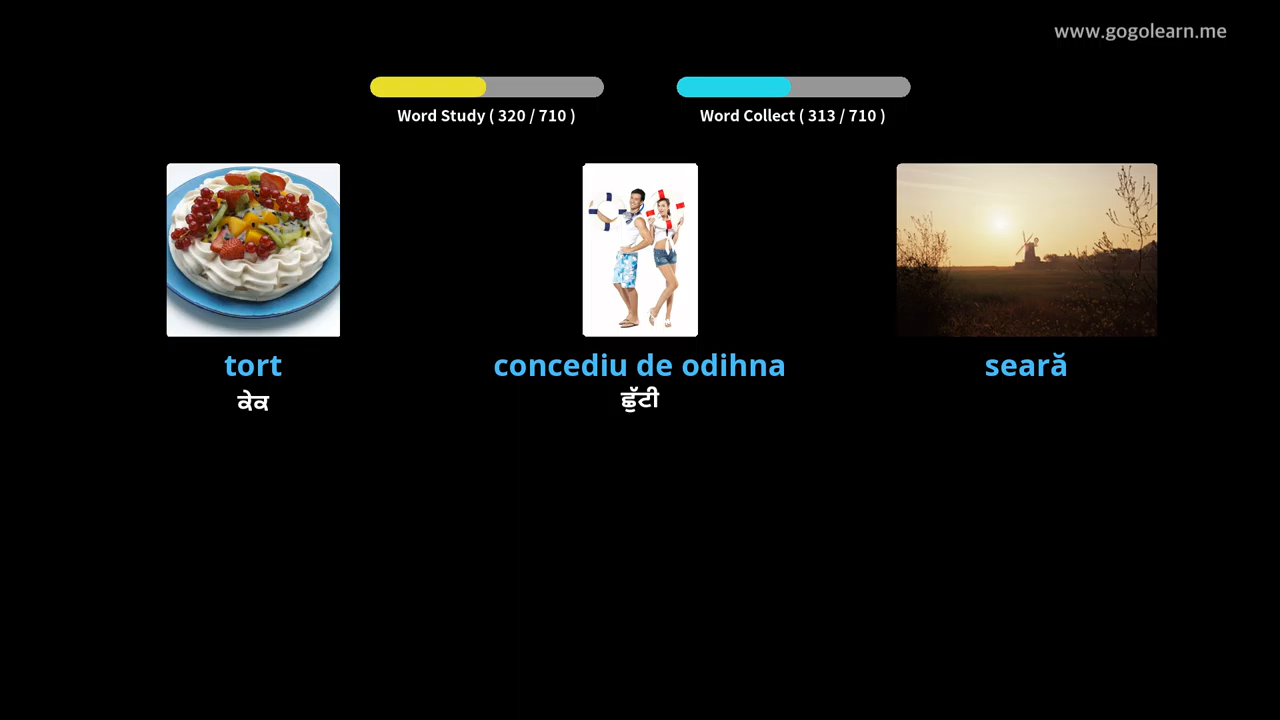 www.gogolearn.me
Word Study ( 320 / 710 )
Word Collect ( 313 / 710 )
tort
concediu de odihna
seară
ਕੇਕ
ਛੁੱਟੀ